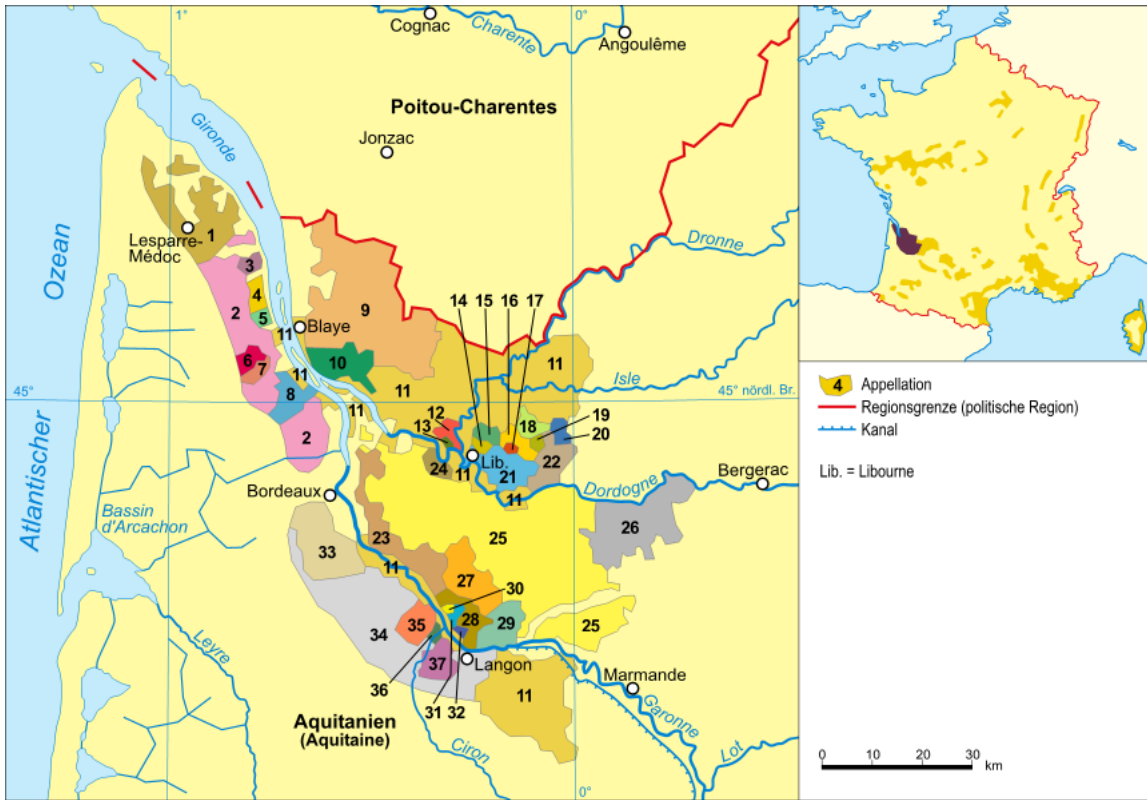 1°
0°
Cognac
Charente
Angoulême
Poitou-Charentes
Gironde
Jonzac
Lesparre-
Médoc
1
Dronne
Ozean
3
2
4
5
9
14
15
16
17
11
Blaye
6
7
10
11
11
Isle
8
11
11
45°
45° nördl. Br.
12
13
18
19
20
2
Lib.
24
11
21
22
Bergerac
Bordeaux
11
Dordogne
Atlantischer
Bassin
d'Arcachon
33
23
25
26
11
27
30
34
35
28
29
25
Leyre
37
Langon
36
31
32
11
Marmande
Garonne
Aquitanien
(Aquitaine)
Ciron
Lot
0°
4
Appellation
Regionsgrenze (politische Region)
Kanal
Lib. = Libourne
0
10
20
30
km